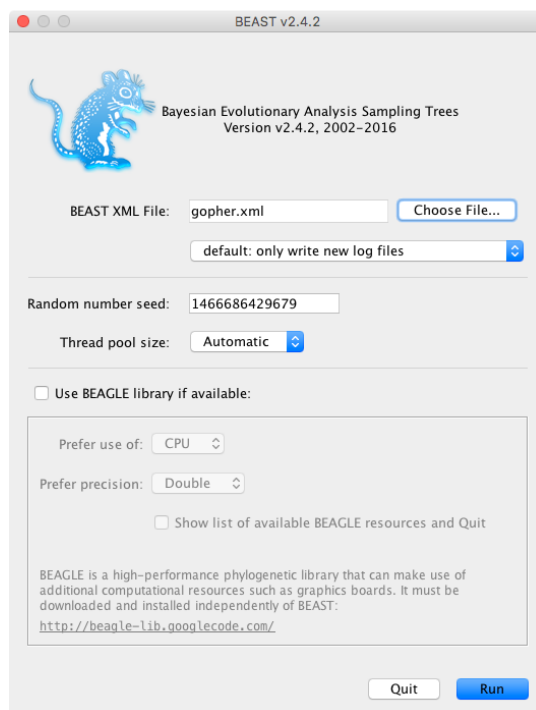 BEAST v2.4.2
Bayesian Evolutionary Analysis Sampling Trees
Version v2.4.2, 2002-2016
BEAST XML File: gopher.xml Choose File...
default: only write new log files
Random number seed: 1466686429679
Thread pool size: Automatic
Use BEAGLE library if available:
Prefer use of: CPU
Prefer precision: Double
Show list of available BEAGLE resources and Quit
BEAGLE is a high-performance phylogenetic library that can make use of
additional computational resources such as graphics boards. It must be
downloaded and installed independently of BEAST:
http://beagle-lib.googlecode.com/
Quit Run